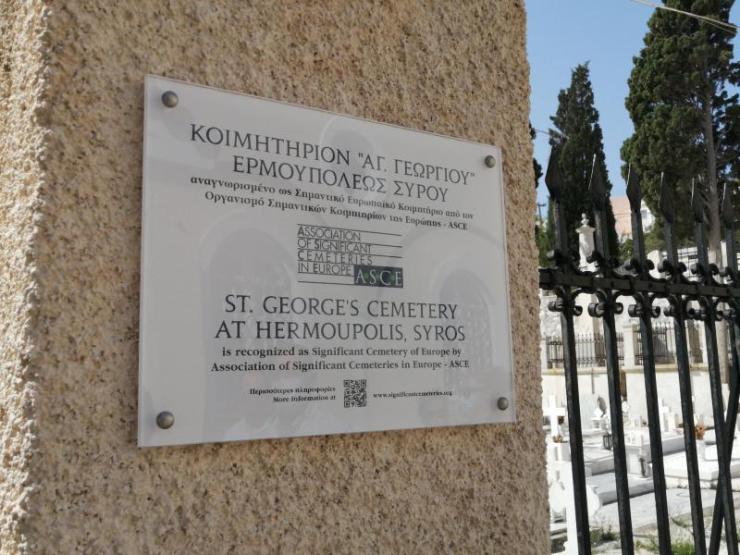 ΚΟΙΜΗΤΗΡΙΟΝ "ΑΓ. ΓΕΩΡΓΙΟΥ"
ΕΡΜΟΥΠΟΛΕΩΣ ΣΥΡΟΥ
αναγνωρισμένο ως Σημαντικό Ευρωπαϊκό Κοιμητήριο από τον
Οργανισμό Σημαντικών Κοιμητηρίων της Ευρώπης - ASCE
ASSOCIATION
OF SIGNIFICANT
CEMETERIES
IN EUROPE ASCE
ST. GEORGE'S CEMETERY
AT HERMOUPOLIS, SYROS
is recognized as Significant Cemetery of Europe by
Association of Significant Cemeteries in Europe - ASCE
Περισσότερες πληροφορίες
More information at www.significantcemeteries.org